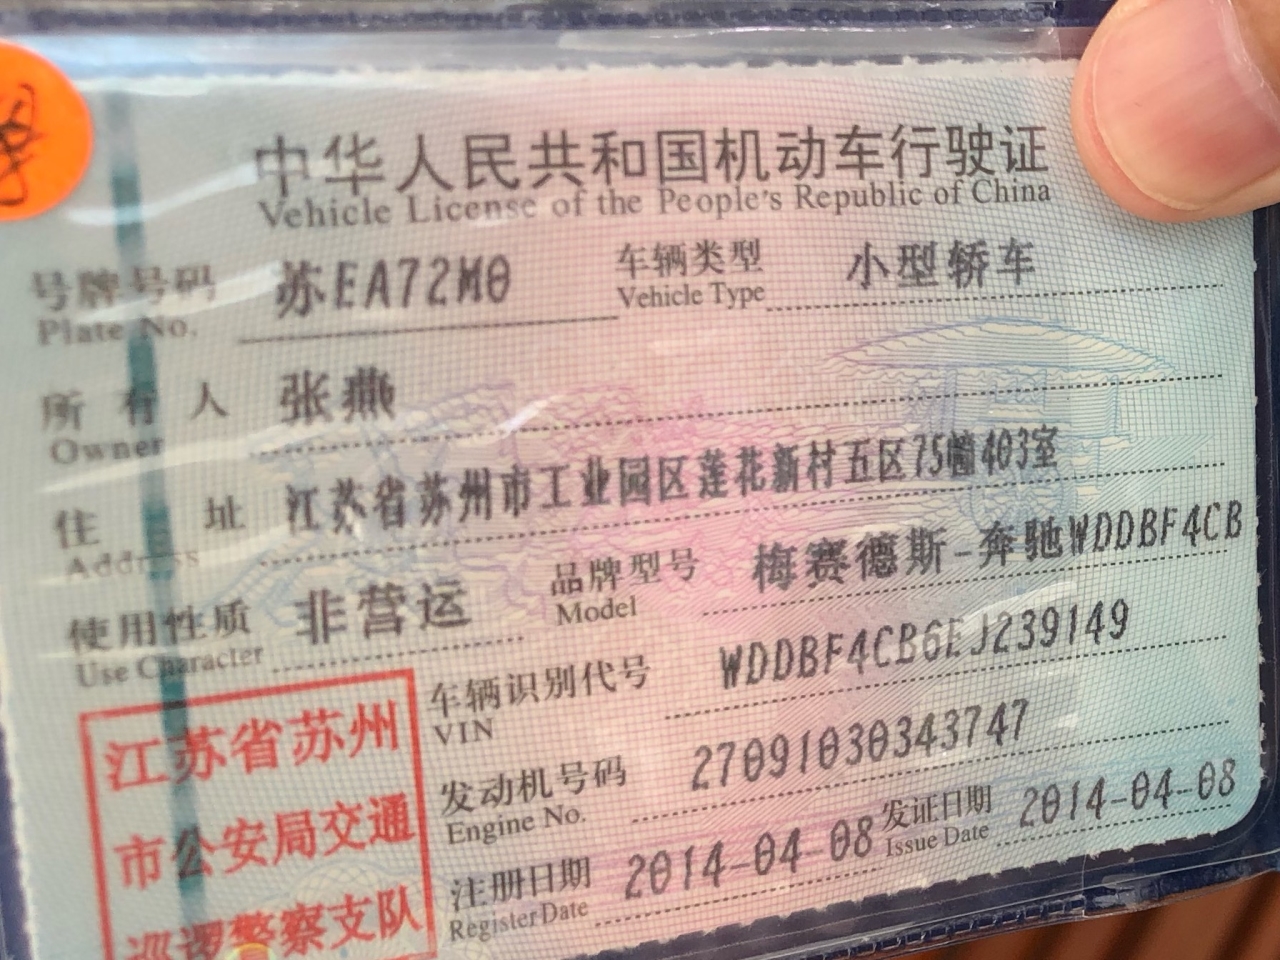 中华人民共和国机动车行驶证
Vehicle License of the People's Republic of China
号牌号码 苏EA72M0 车辆类型 小型轿车
Plate No. Vehicle Type
所有人 张燕
Owner
住址 江苏省苏州市工业园区莲花新村五区75幢403室
Address
使用性质 非营运 品牌型号 梅赛德斯-奔驰WDDBF4CB
Use Character Model
车辆识别代号 WDDBF4CB6EJ239149
VIN
发动机号码 27091030343747
Engine No.
注册日期 2014-04-08 发证日期 2014-04-08
Register Date Issue Date
江苏省苏州
市公安局交通
巡逻警察支队